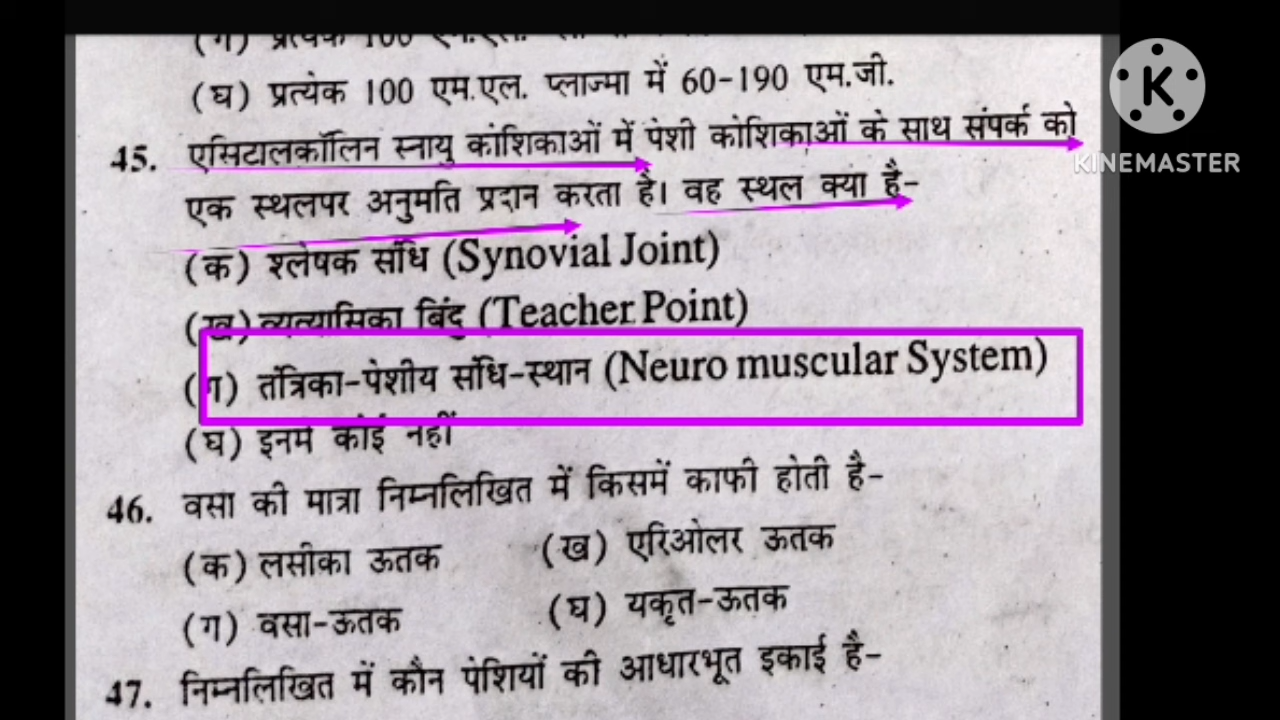 (घ) प्रत्येक 100 एम.एल. प्लाज्मा में 60-190 एम.जी.
45. एसिटालकॉलिन स्नायु कोशिकाओं में पेशी कोशिकाओं के साथ संपर्क को
एक स्थलपर अनुमति प्रदान करता है। वह स्थल क्या है-
(क) श्लेषक संधि (Synovial Joint)
(ख) व्यत्यासिका बिंदु (Teacher Point)
(ग) तंत्रिका-पेशीय संधि-स्थान (Neuro muscular System)
(घ) इनमें कोई नहीं
46. वसा की मात्रा निम्नलिखित में किसमें काफी होती है-
(क) लसीका ऊतक (ख) एरिओलर ऊतक
(ग) वसा-ऊतक (घ) यकृत-ऊतक
47. निम्नलिखित में कौन पेशियों की आधारभूत इकाई है-
K
KINEMASTER